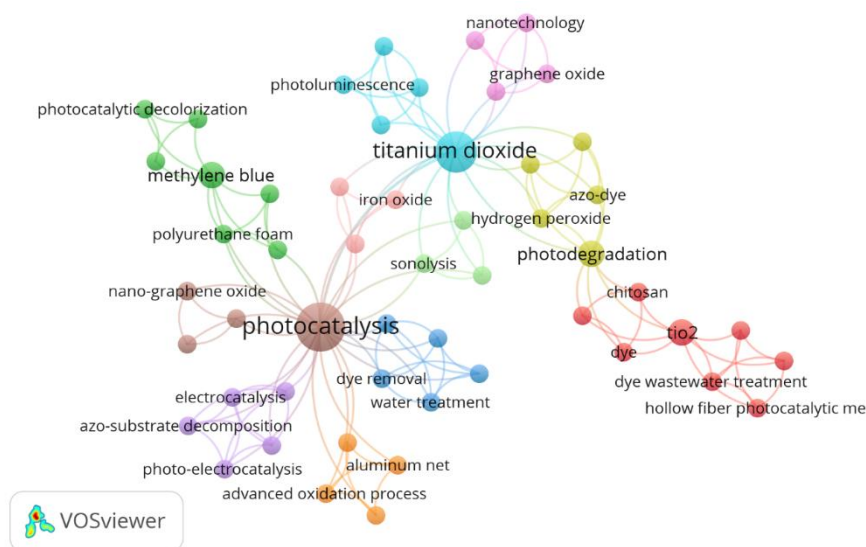 nanotechnology
photoluminescence
graphene oxide
photocatalytic decolorization
titanium dioxide
methylene blue
azo-dye
iron oxide
hydrogen peroxide
polyurethane foam
photodegradation
sonolysis
nano-graphene oxide
chitosan
photocatalysis
tio2
dye
dye removal
dye wastewater treatment
electrocatalysis
water treatment
hollow fiber photocatalytic me
azo-substrate decomposition
aluminum net
photo-electrocatalysis
advanced oxidation process
VOSviewer